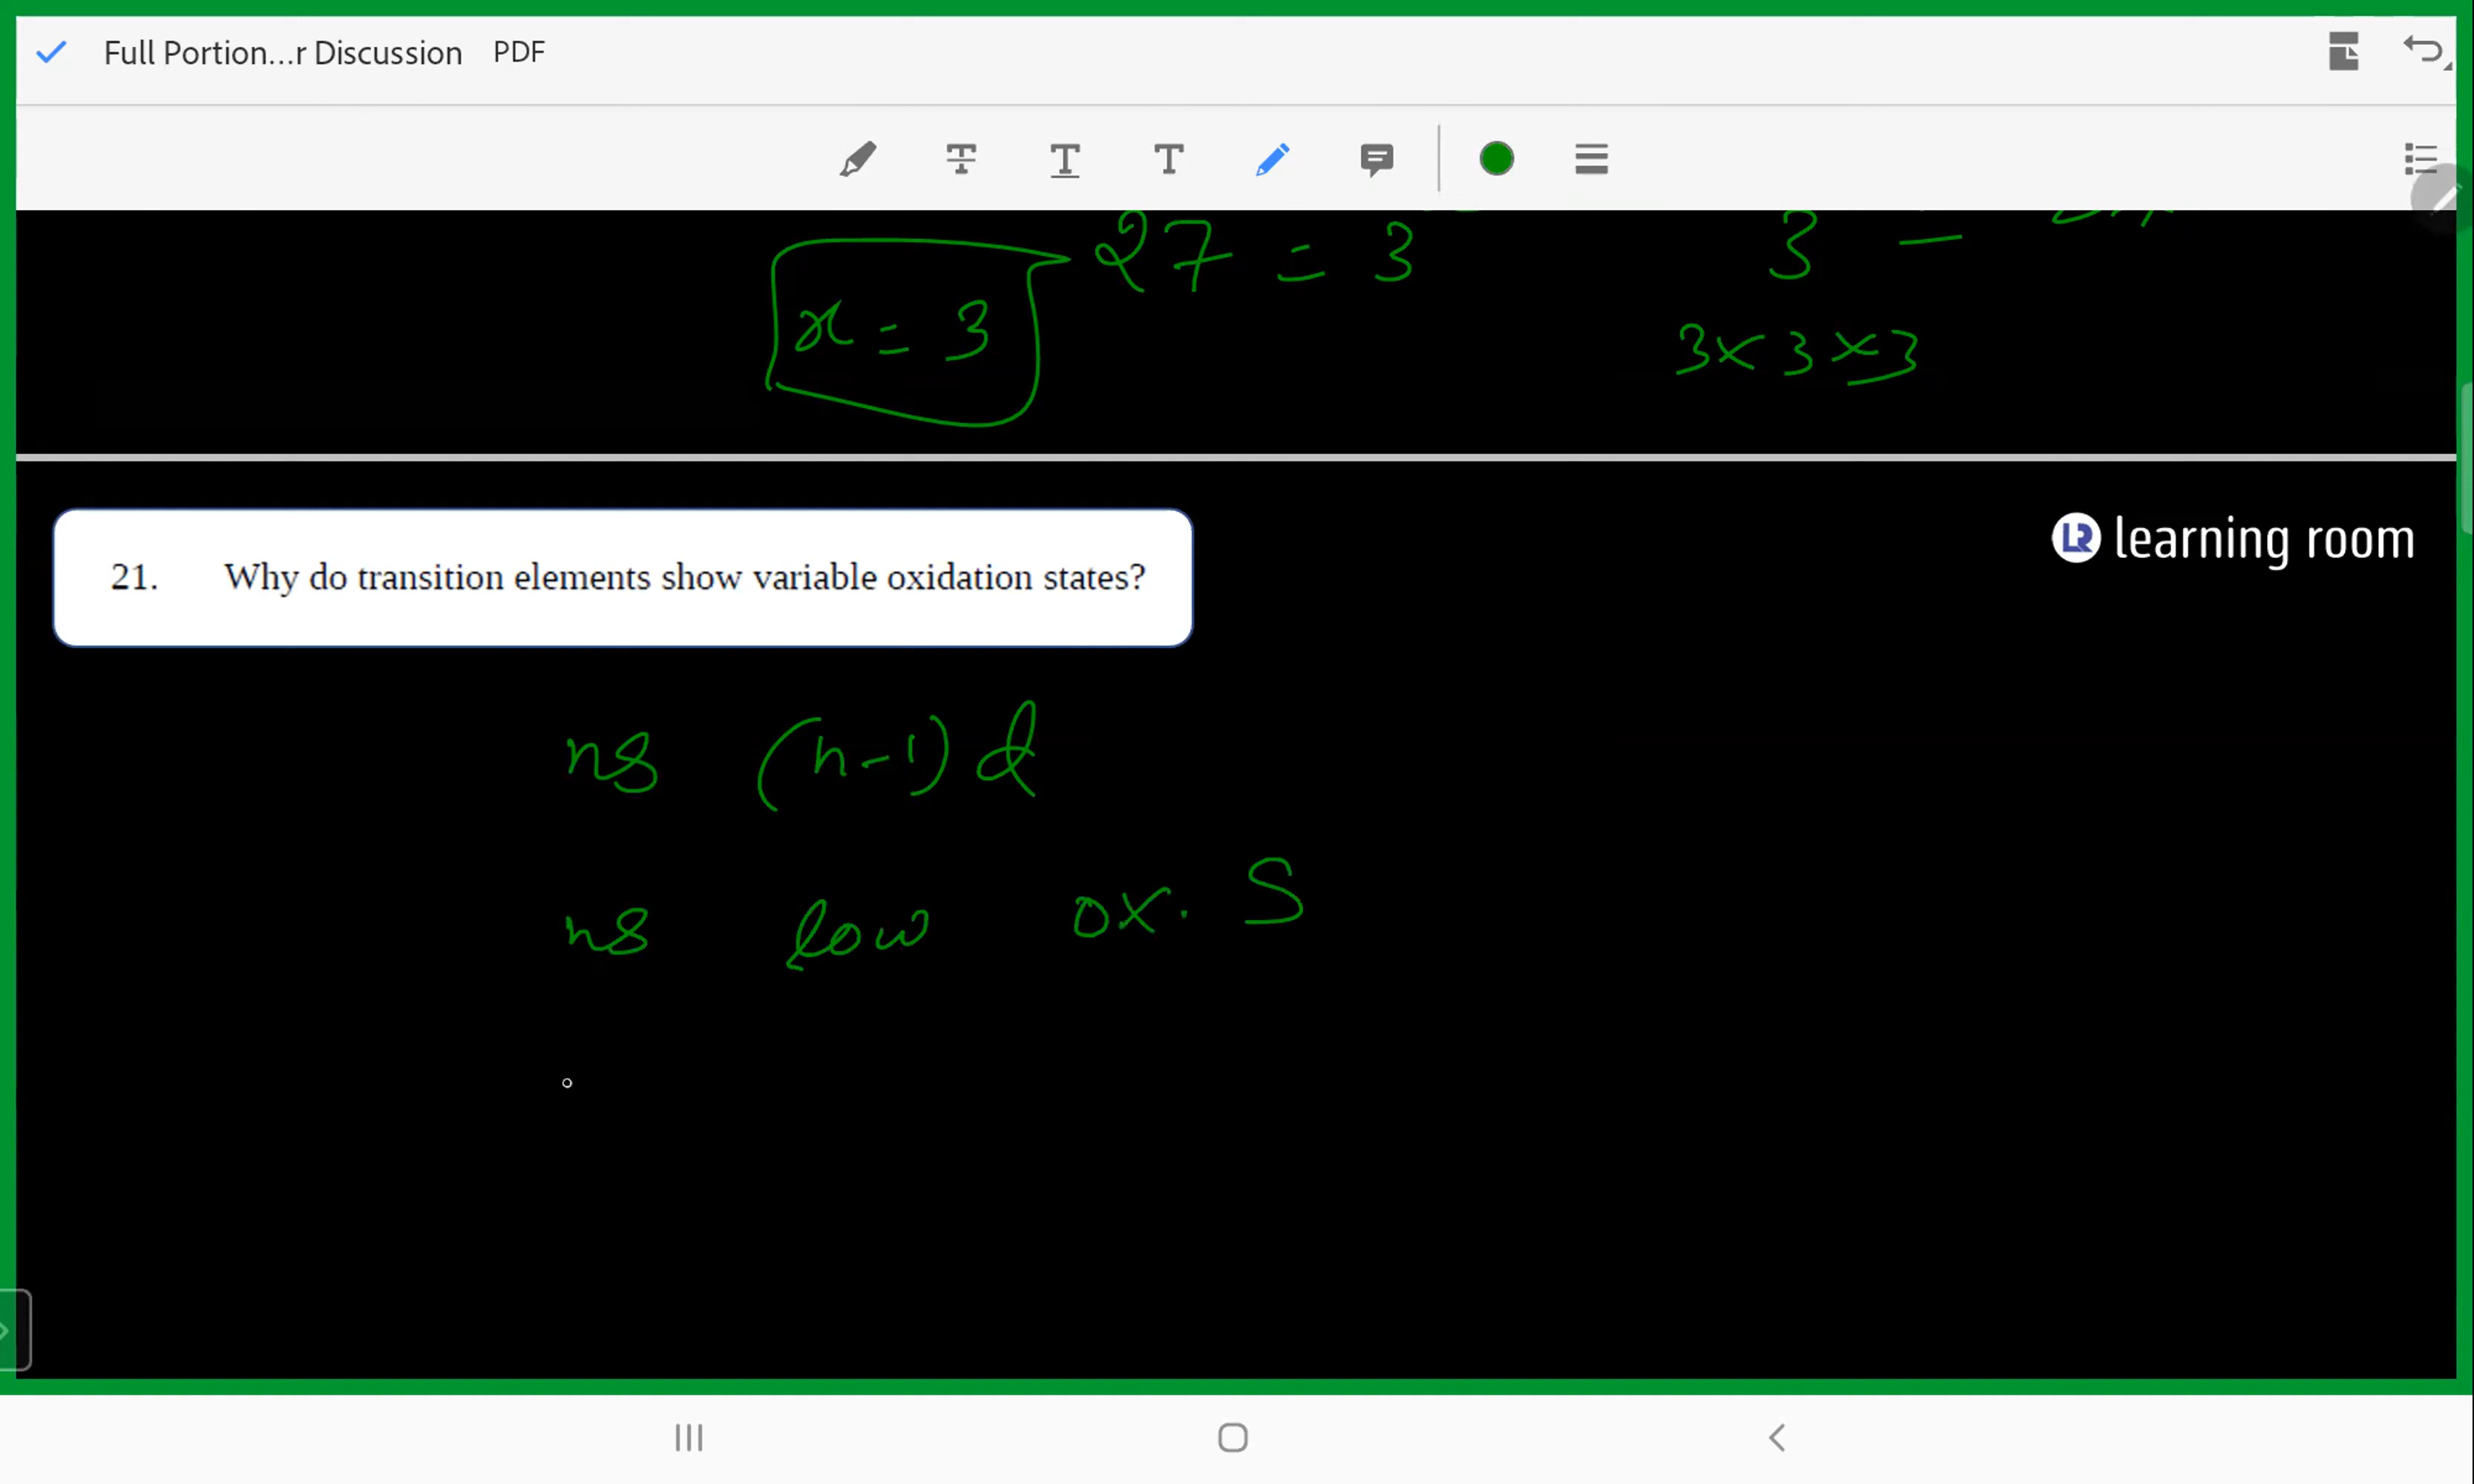 Full Portion...r Discussion PDF
27 = 3
3 -
x = 3
3 x 3 x 3
LR learning room
21. Why do transition elements show variable oxidation states?
ns (n-1) d
ns low ox. S